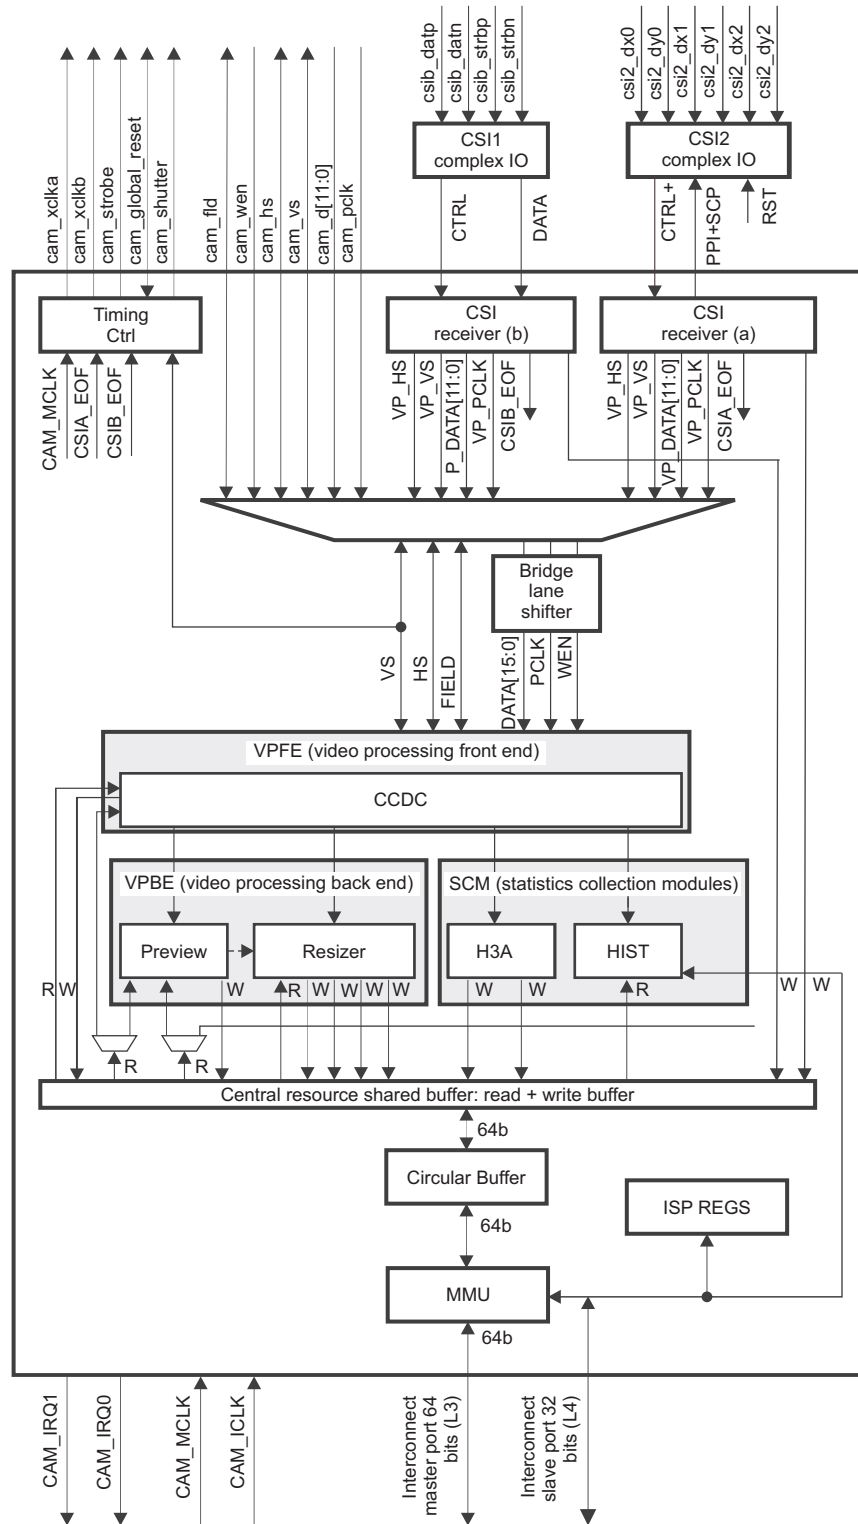 csib_datp
csib_datn
csib_strbp
csib_strbn
csi2_dx0
csi2_dy0
csi2_dx1
csi2_dy1
csi2_dx2
csi2_dy2
CSI1
complex IO
CSI2
complex IO
cam_xclka
cam_xclkb
cam_strobe
cam_global_reset
cam_shutter
cam_fld
cam_wen
cam_hs
cam_vs
cam_d[11:0]
cam_pclk
CTRL
DATA
CTRL+
PPI+SCP
RST
Timing
Ctrl
CSI
receiver (b)
CSI
receiver (a)
CAM_MCLK
CSIA_EOF
CSIB_EOF
VP_HS
VP_VS
P_DATA[11:0]
VP_PCLK
CSIB_EOF
VP_HS
VP_VS
VP_DATA[11:0]
VP_PCLK
CSIA_EOF
Bridge
lane
shifter
VS
HS
FIELD
DATA[15:0]
PCLK
WEN
VPFE (video processing front end)
CCDC
VPBE (video processing back end)
SCM (statistics collection modules)
Preview
Resizer
H3A
HIST
R W
W
R
W
W
W
W
W
W
R
W
W
R
R
Central resource shared buffer: read + write buffer
64b
Circular Buffer
ISP REGS
64b
MMU
64b
CAM_IRQ1
CAM_IRQ0
CAM_MCLK
CAM_ICLK
Interconnect
master port 64
bits (L3)
Interconnect
slave port 32
bits (L4)